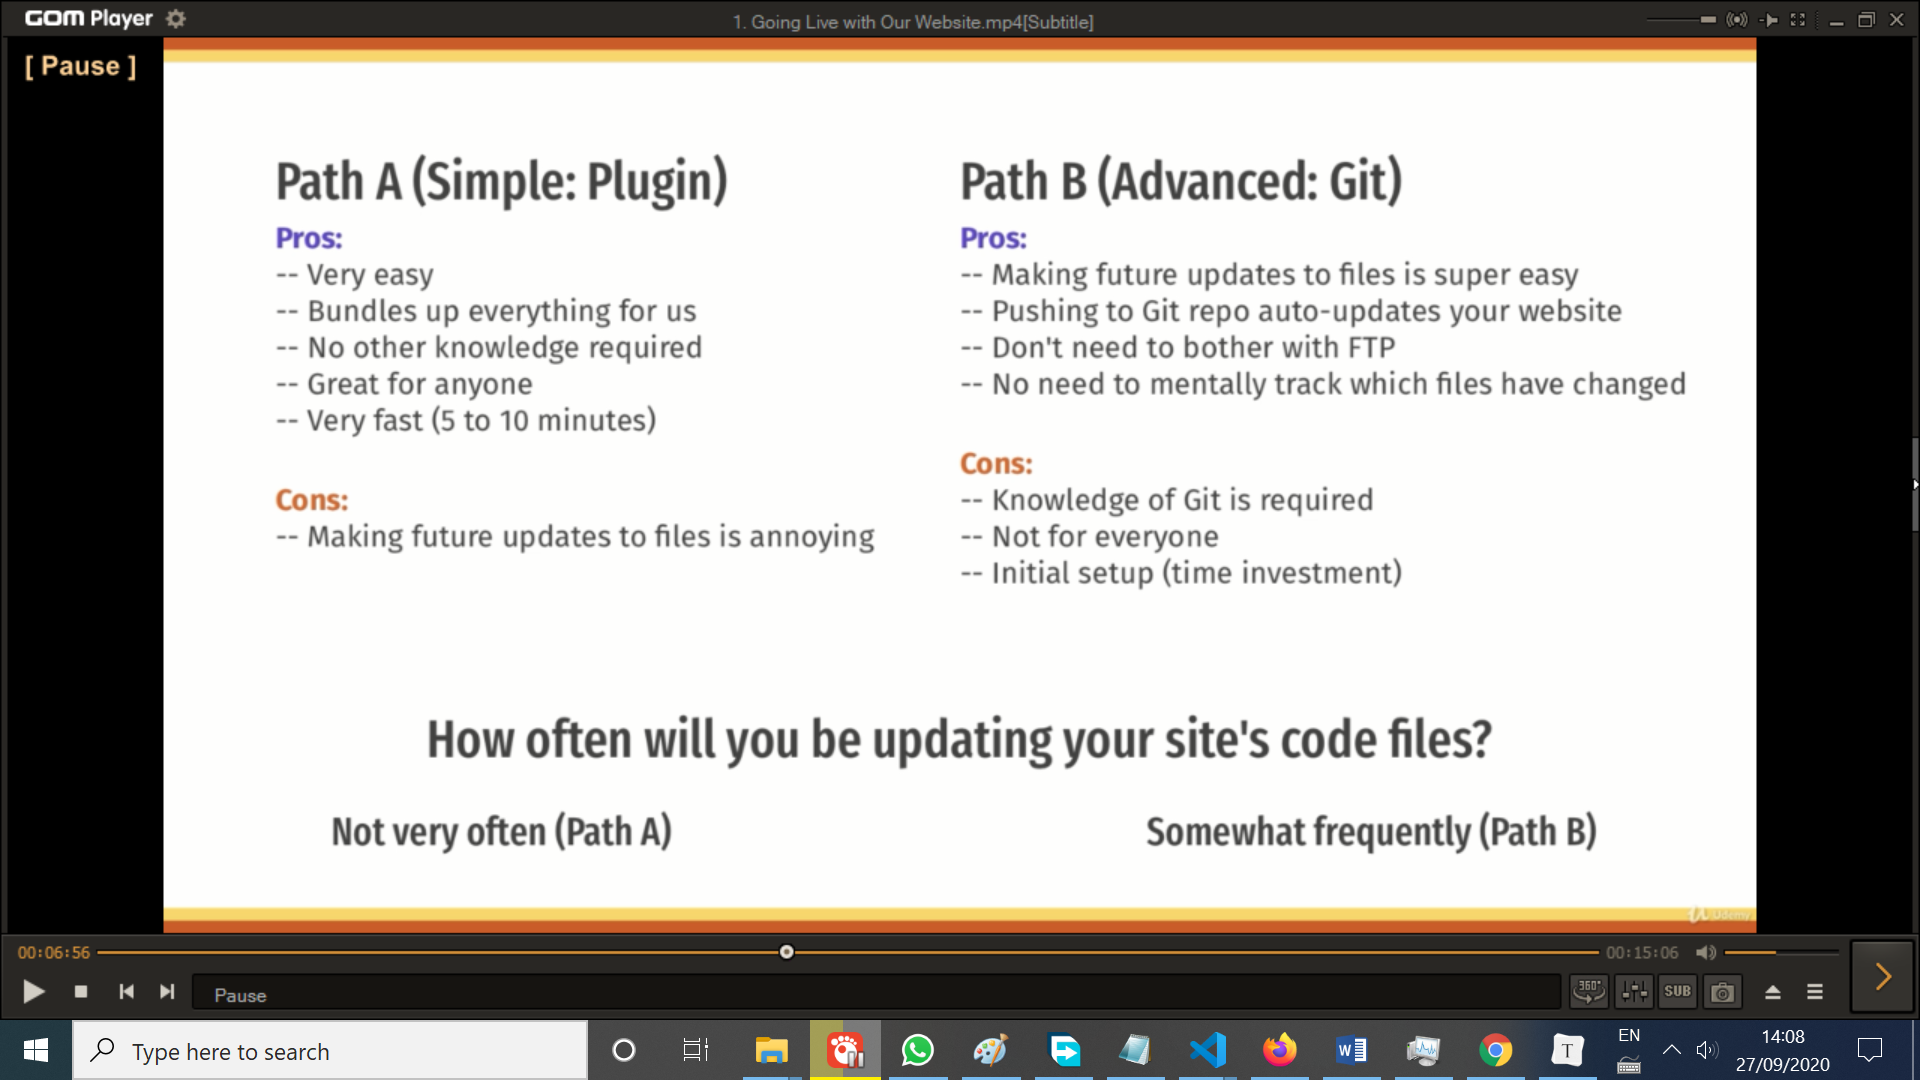 GOM Player
1. Going Live with Our Website.mp4[Subtitle]
[ Pause ]
Path A (Simple: Plugin)
Pros:
-- Very easy
-- Bundles up everything for us
-- No other knowledge required
-- Great for anyone
-- Very fast (5 to 10 minutes)
Cons:
-- Making future updates to files is annoying
Path B (Advanced: Git)
Pros:
-- Making future updates to files is super easy
-- Pushing to Git repo auto-updates your website
-- Don't need to bother with FTP
-- No need to mentally track which files have changed
Cons:
-- Knowledge of Git is required
-- Not for everyone
-- Initial setup (time investment)
How often will you be updating your site's code files?
Not very often (Path A)
Somewhat frequently (Path B)
Udemy
00:06:56
00:15:06
Pause
360°
SUB
Type here to search
W
T
EN
14:08
27/09/2020